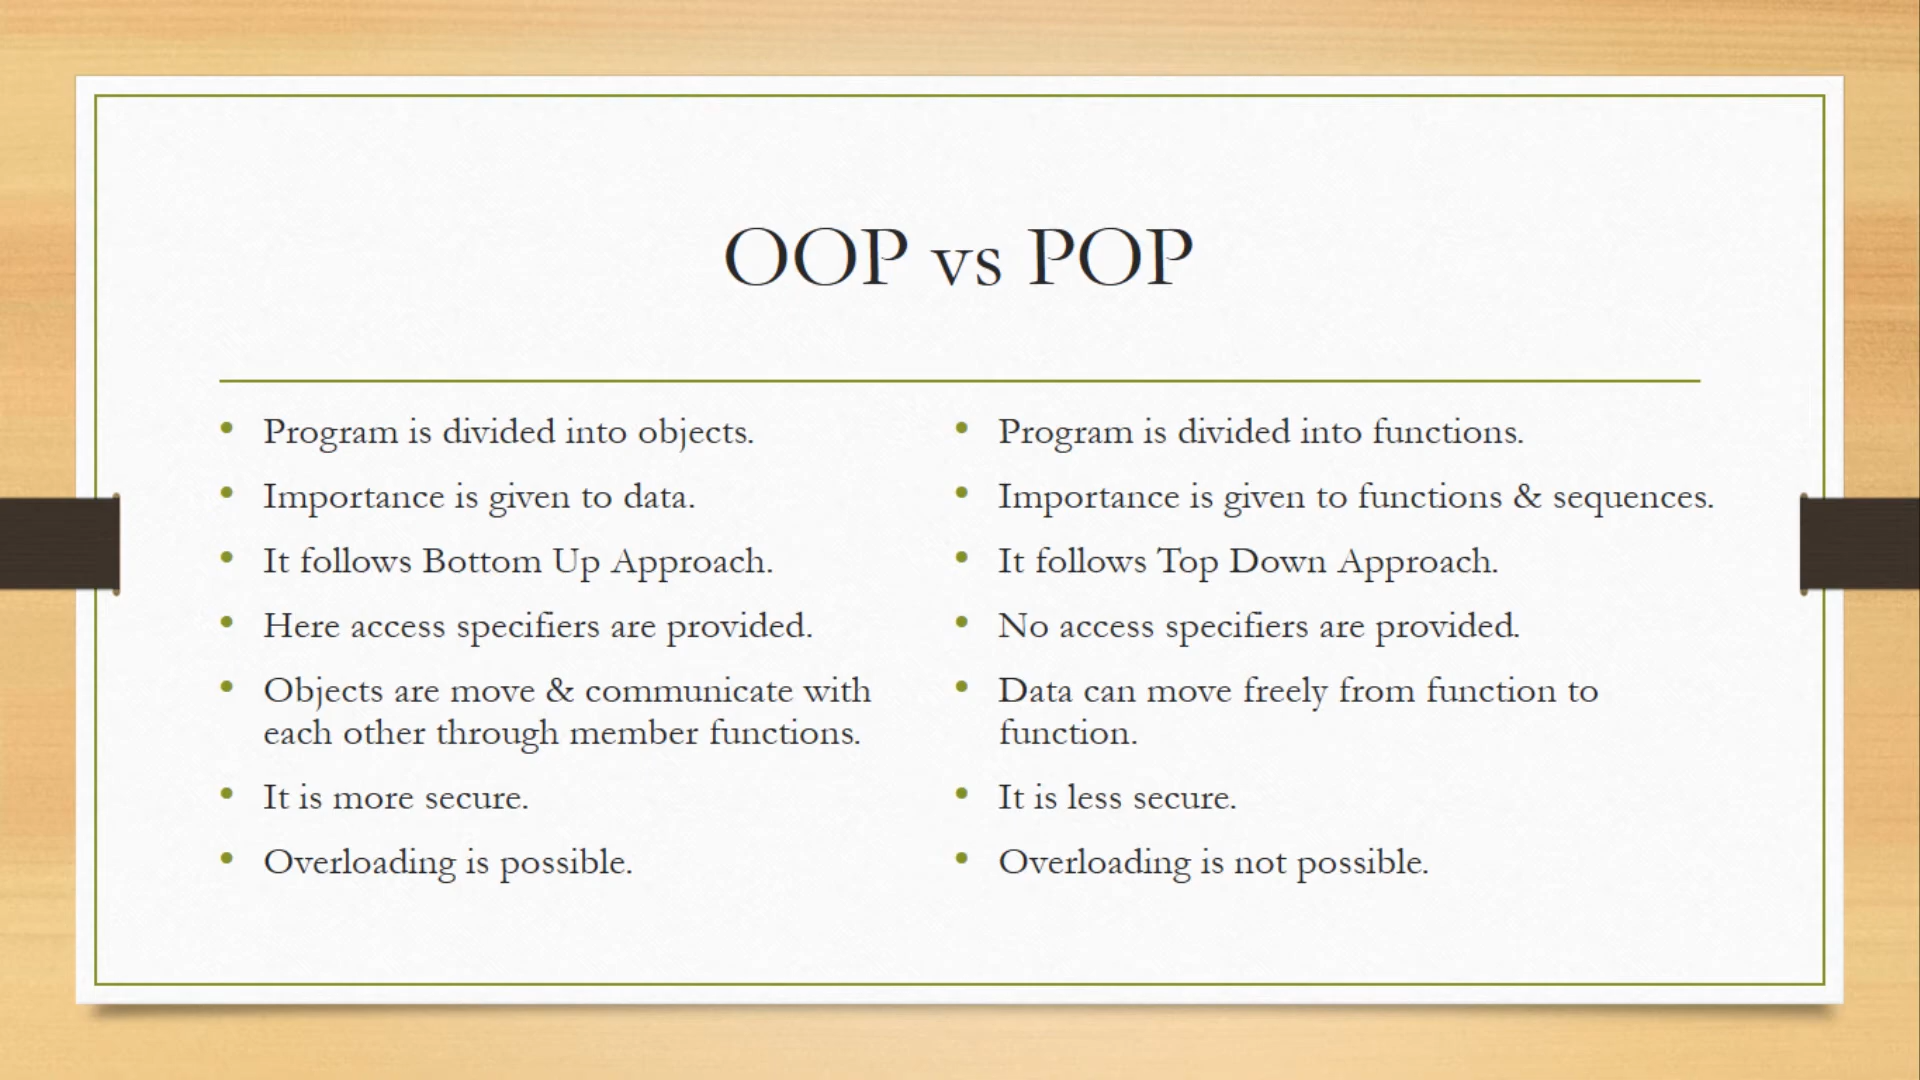 OOP vs POP
• Program is divided into objects.
• Importance is given to data.
• It follows Bottom Up Approach.
• Here access specifiers are provided.
• Objects are move & communicate with
each other through member functions.
• It is more secure.
• Overloading is possible.
• Program is divided into functions.
• Importance is given to functions & sequences.
• It follows Top Down Approach.
• No access specifiers are provided.
• Data can move freely from function to
function.
• It is less secure.
• Overloading is not possible.